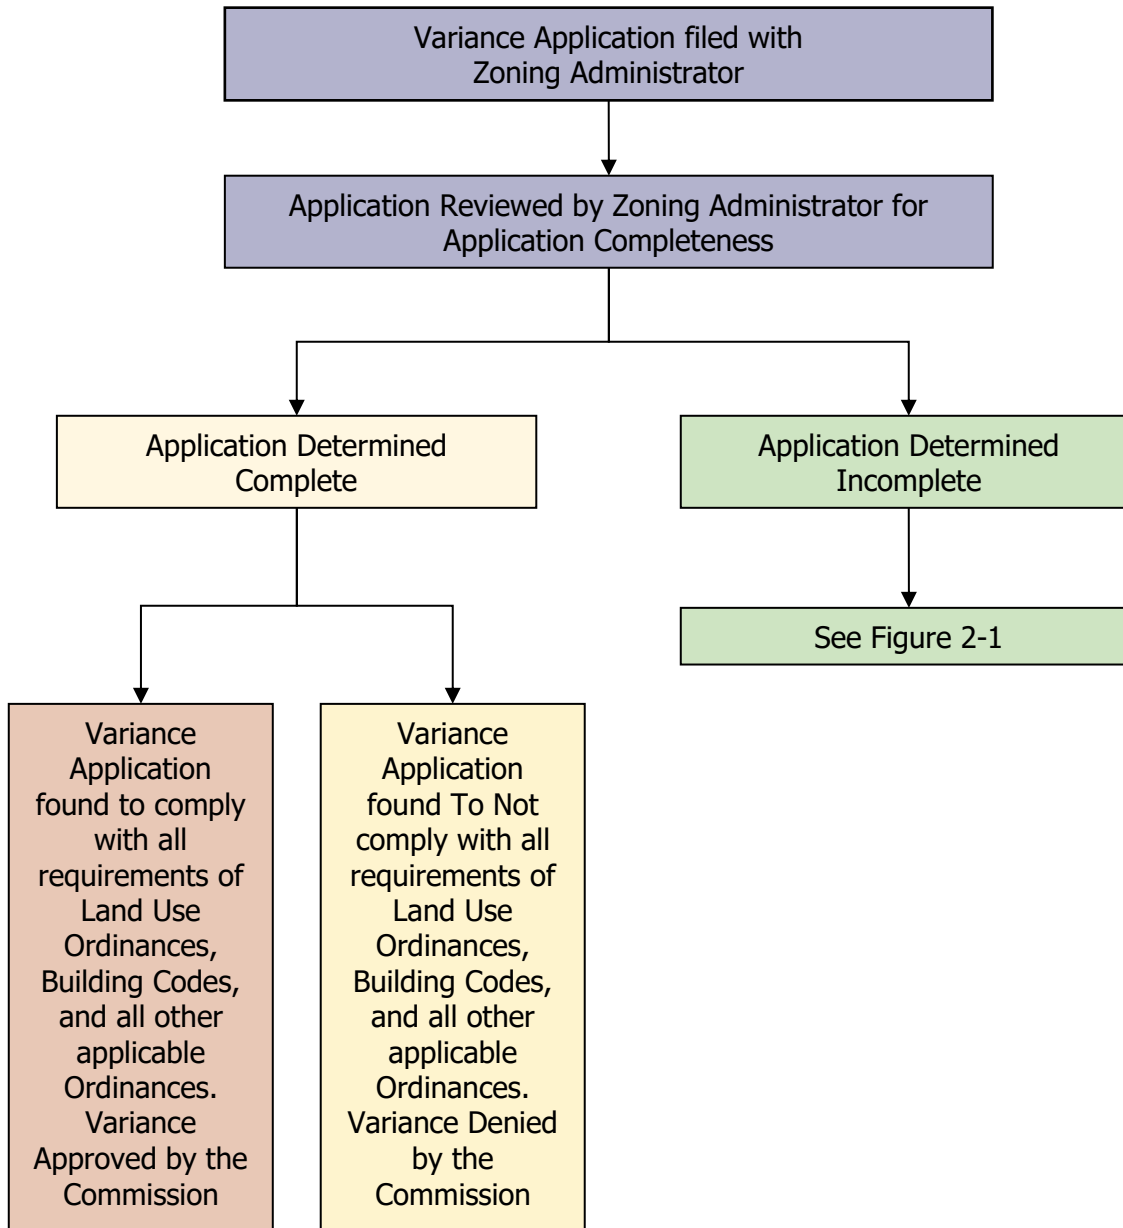 Variance Application filed with
Zoning Administrator
Application Reviewed by Zoning Administrator for
Application Completeness
Application Determined
Complete
Application Determined
Incomplete
See Figure 2-1
Variance
Application
found to comply
with all
requirements of
Land Use
Ordinances,
Building Codes,
and all other
applicable
Ordinances.
Variance
Approved by the
Commission
Variance
Application
found To Not
comply with all
requirements of
Land Use
Ordinances,
Building Codes,
and all other
applicable
Ordinances.
Variance Denied
by the
Commission